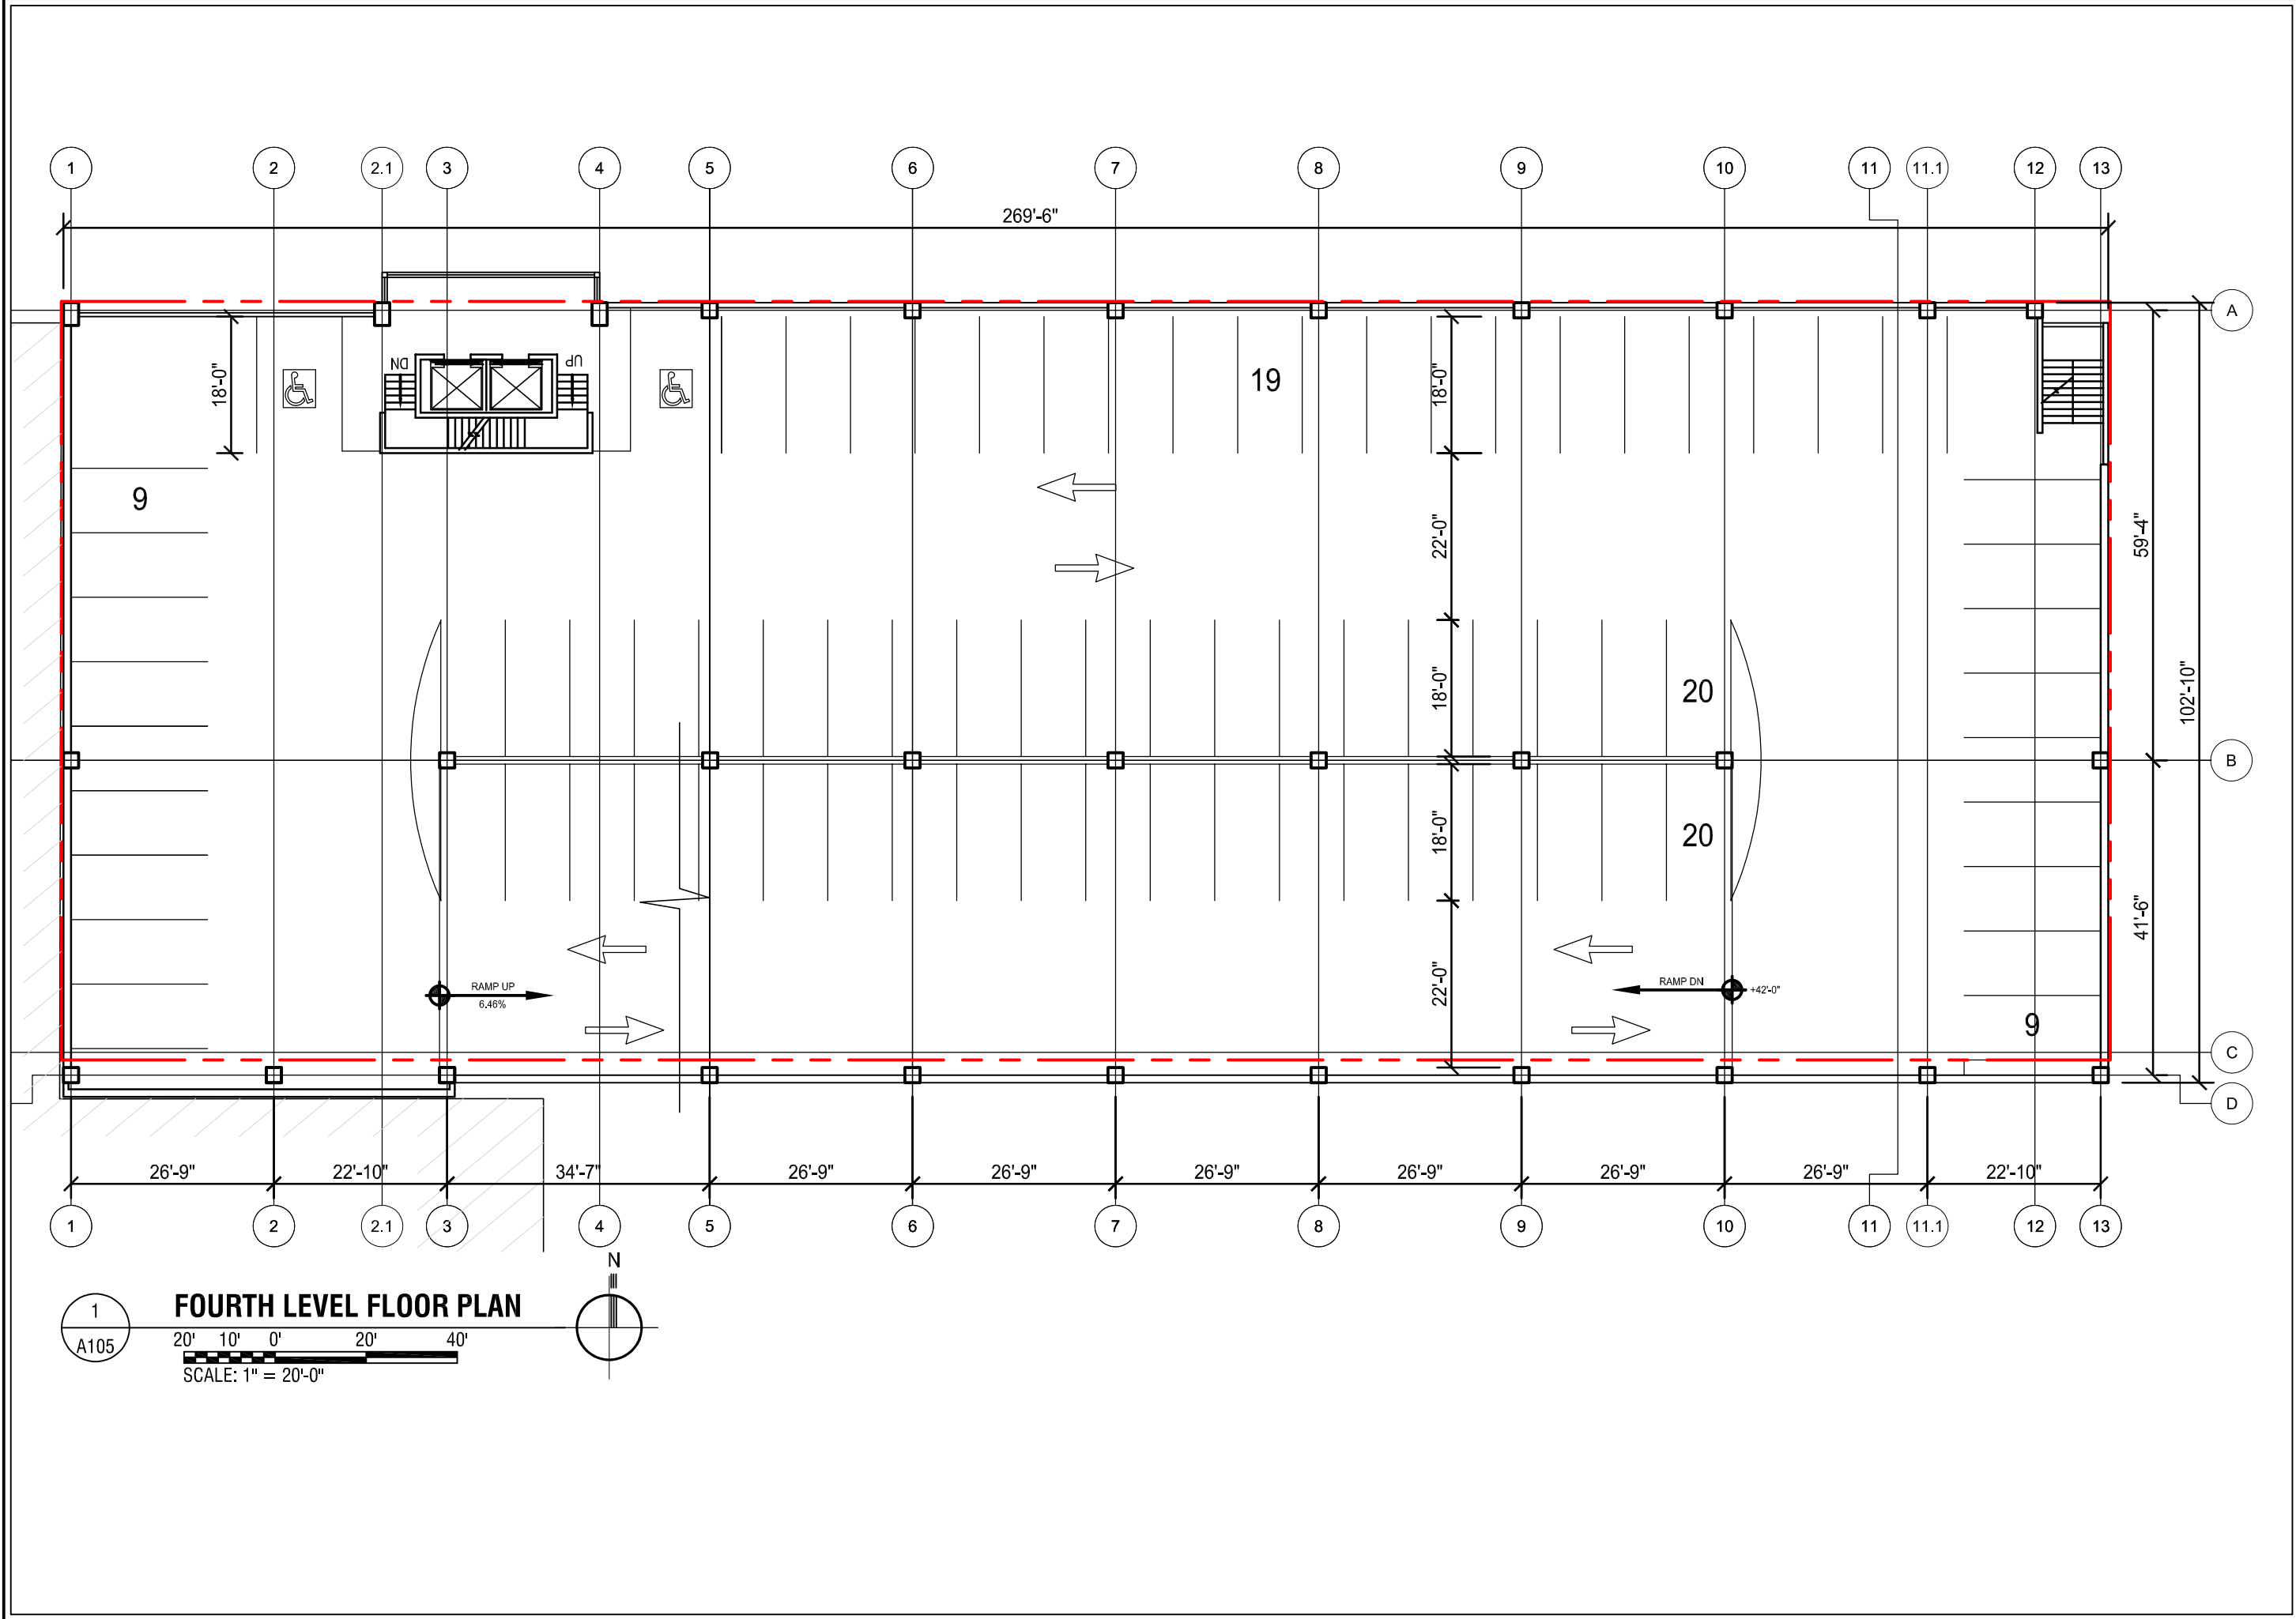 1 2 2.1 3 4 5 6 7 8 9 10 11 11.1 12 13
269'-6"
A
DN
UP
18'-0"
19
18'-0"
9
22'-0"
59'-4"
18'-0"
20
102'-10"
B
18'-0"
20
41'-6"
22'-0"
RAMP UP
6.46%
RAMP DN
+42'-0"
9
C
D
26'-9" 22'-10" 34'-7" 26'-9" 26'-9" 26'-9" 26'-9" 26'-9" 26'-9" 22'-10"
1 2 2.1 3 4 5 6 7 8 9 10 11 11.1 12 13
N
1
A105
FOURTH LEVEL FLOOR PLAN
20' 10' 0' 20' 40'
SCALE: 1" = 20'-0"